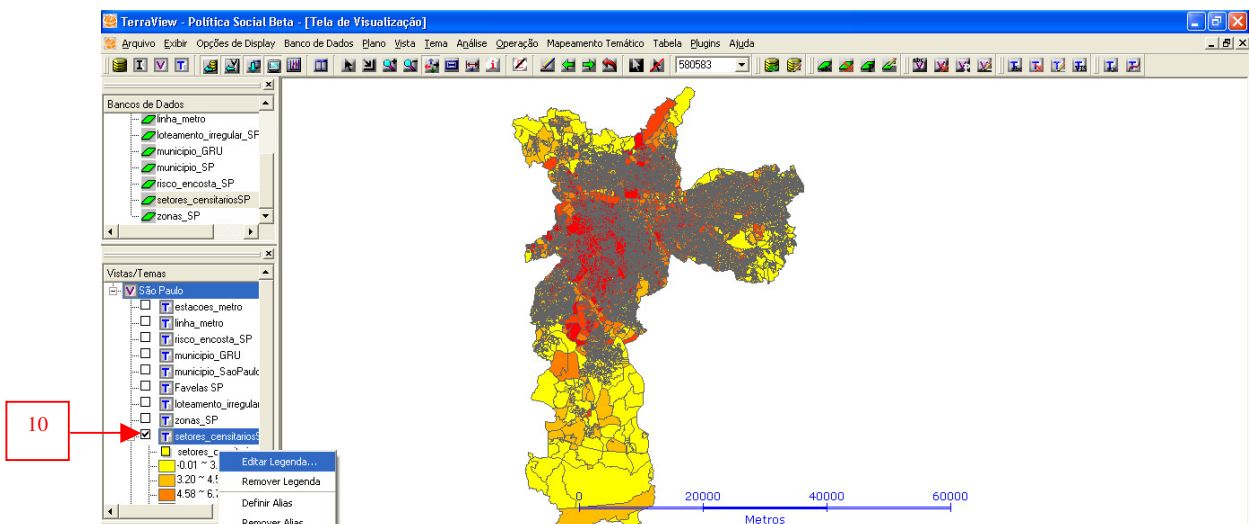 TerraView - Política Social Beta - [Tela de Visualização]
Arquivo Exibir Opções de Display Banco de Dados Plano Vista Tema Análise Operação Mapeamento Temático Tabela Plugins Ajuda
580583
Bancos de Dados
linha_metro
loteamento_irregular_SF
municipio_GRU
municipio_SP
risco_encosta_SP
setores_censitariosSP
zonas_SP
Vistas/Temas
São Paulo
estacoes_metro
linha_metro
risco_encosta_SP
municipio_GRU
municipio_SaoPaulo
Favelas SP
loteamento_irregular
zonas_SP
10
setores_censitariosS
setores_c
Editar Legenda...
-0.01 ~ 3.
Remover Legenda
3.20 ~ 4.5
4.58 ~ 6.7
Definir Alias
Remover Alias
0 20000 40000 60000
Metros